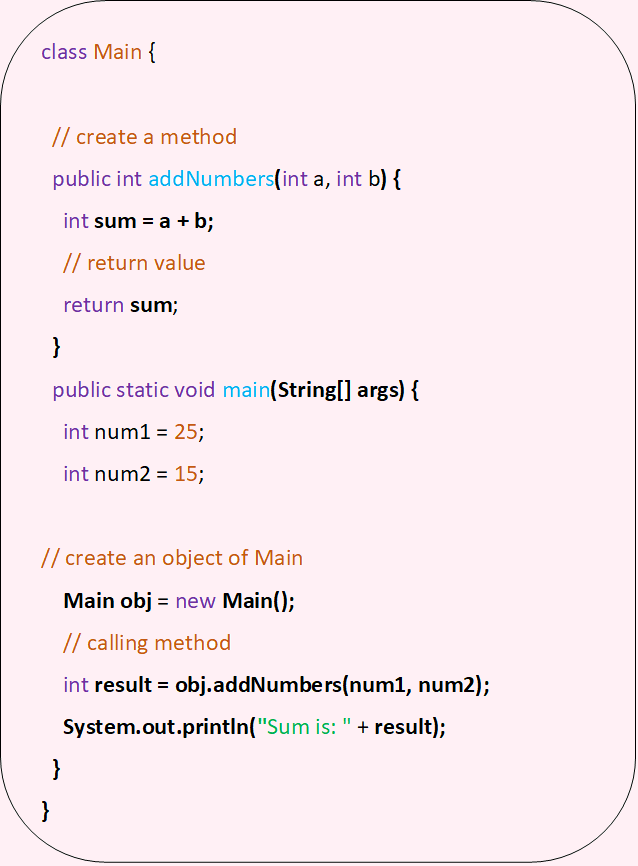 class Main {
// create a method
public int addNumbers(int a, int b) {
int sum = a + b;
// return value
return sum;
}
public static void main(String[] args) {
int num1 = 25;
int num2 = 15;
// create an object of Main
Main obj = new Main();
// calling method
int result = obj.addNumbers(num1, num2);
System.out.println("Sum is: " + result);
}
}